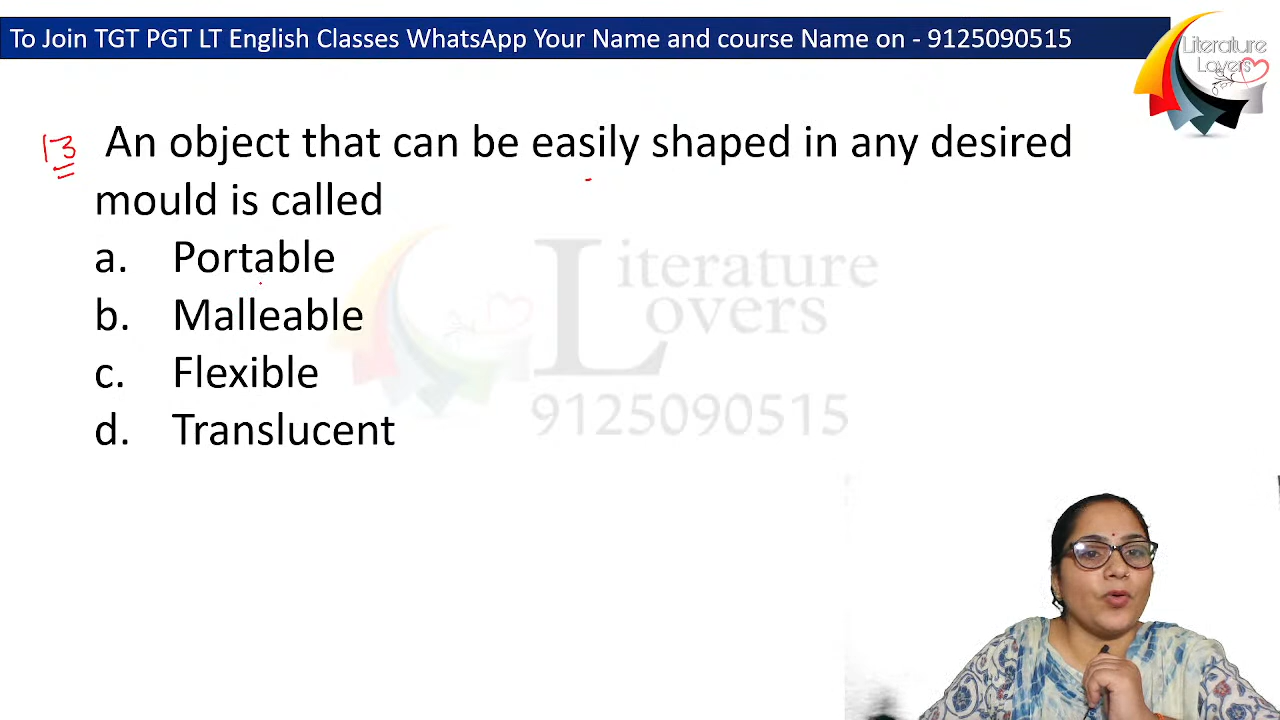 To Join TGT PGT LT English Classes WhatsApp Your Name and course Name on - 9125090515
Literature
Lovers
13 An object that can be easily shaped in any desired
mould is called
a. Portable
b. Malleable
c. Flexible
d. Translucent
Literature
Lovers
9125090515